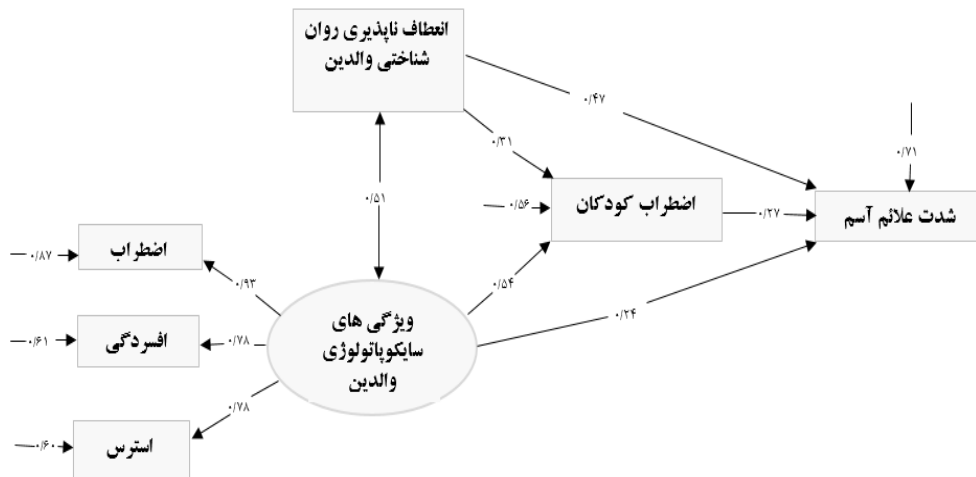 انعطاف ناپذیری روان
شناختی والدین
۰/۴۷
۰/۷۱
۰/۳۱
۰/۵۱
۰/۵۶
اضطراب کودکان
۰/۲۷
شدت علائم آسم
۰/۸۷
اضطراب
۰/۹۳
۰/۵۴
۰/۲۴
ویژگی های
سایکوپاتولوژی
والدین
۰/۶۱
افسردگی
۰/۷۸
۰/۷۸
۰/۶۰
استرس